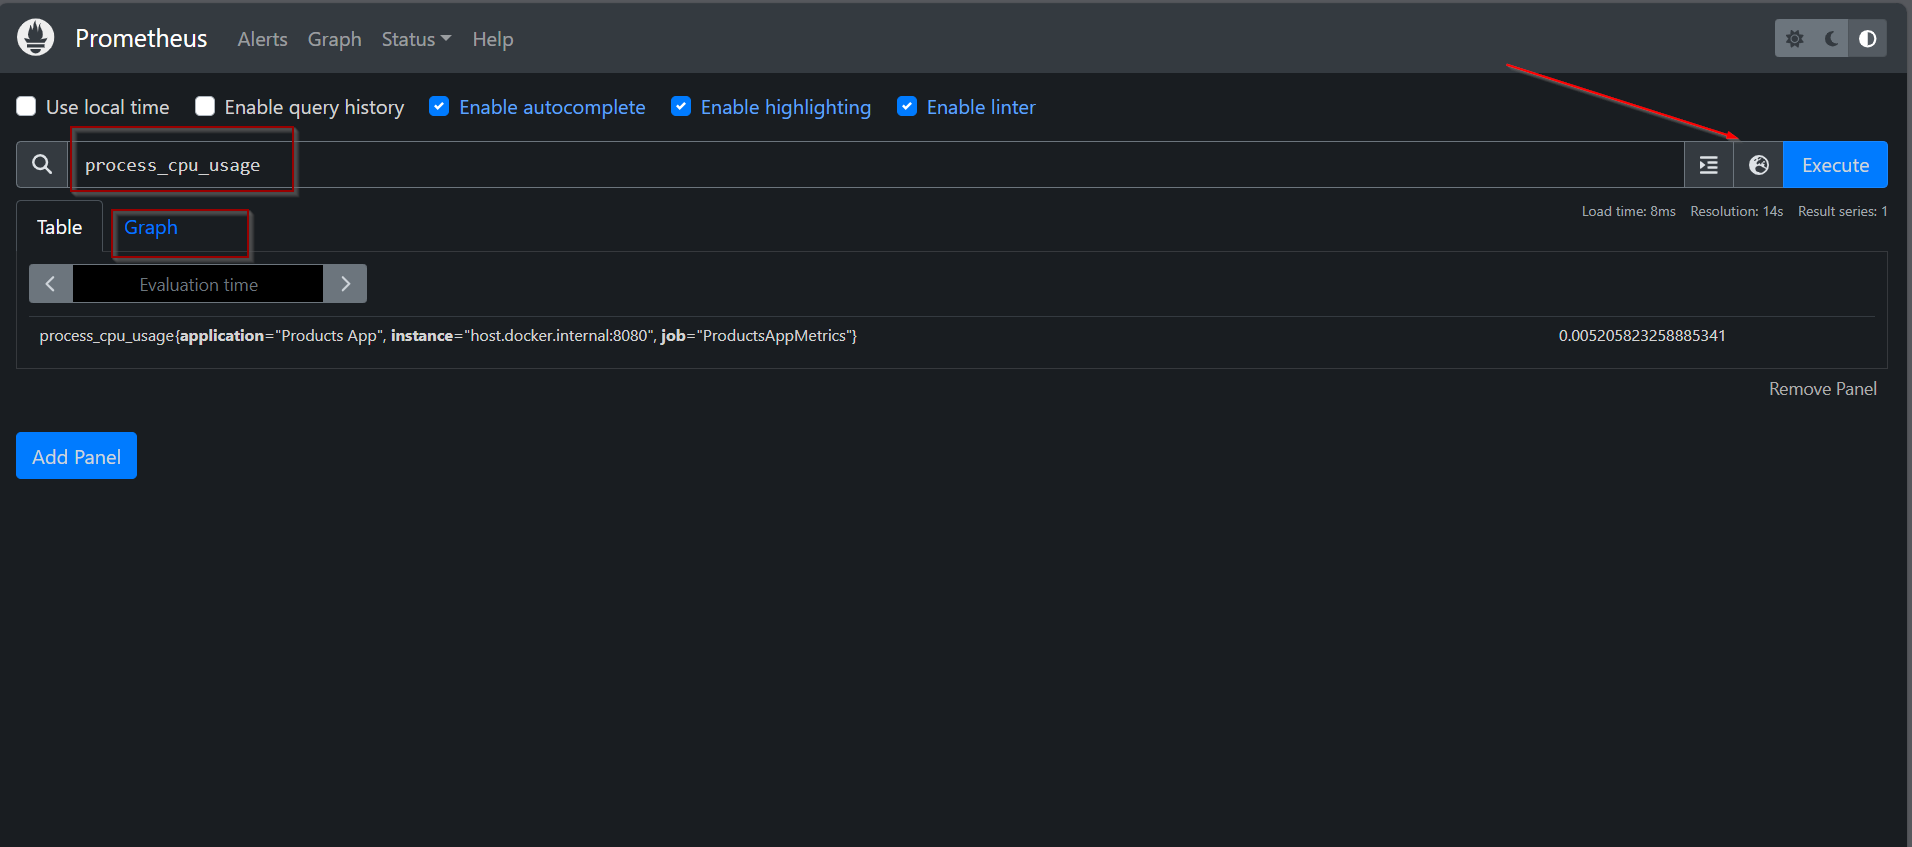 Prometheus Alerts Graph Status Help
Use local time Enable query history Enable autocomplete Enable highlighting Enable linter
process_cpu_usage Execute
Table Graph Load time: 8ms Resolution: 14s Result series: 1
Evaluation time
process_cpu_usage{application="Products App", instance="host.docker.internal:8080", job="ProductsAppMetrics"} 0.005205823258885341
Remove Panel
Add Panel